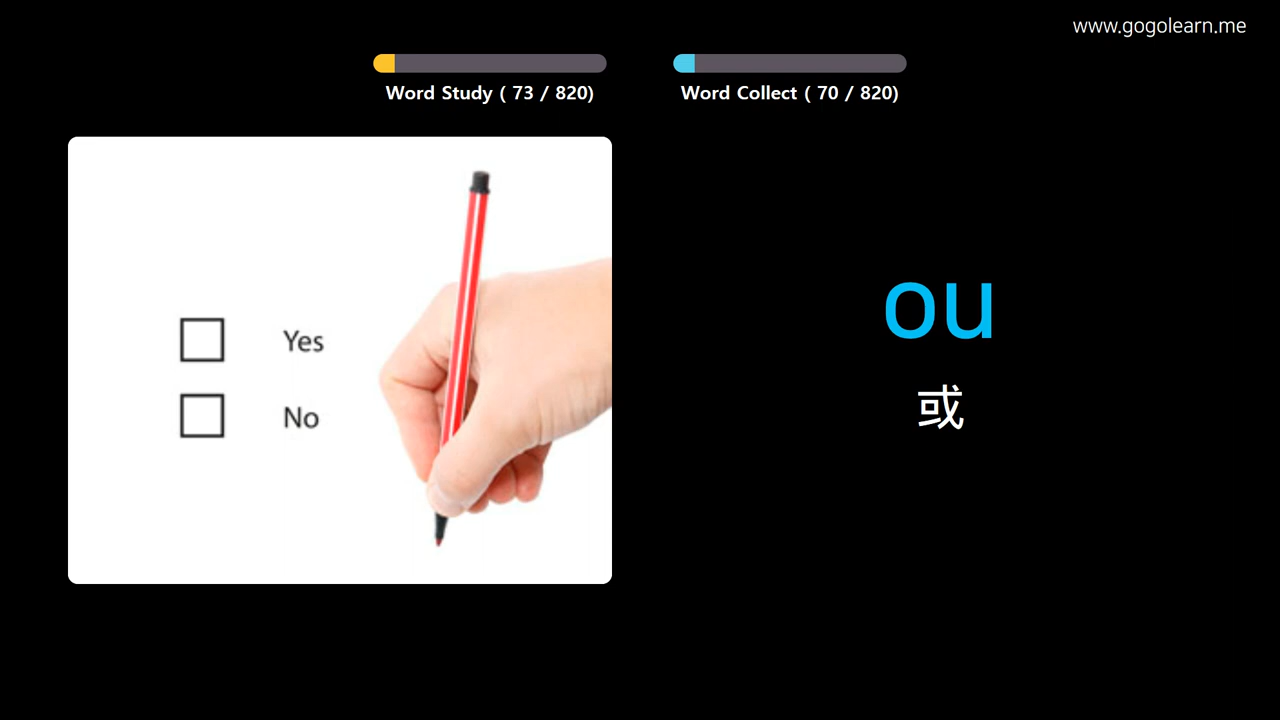 www.gogolearn.me
Word Study ( 73 / 820)
Word Collect ( 70 / 820)
Yes
No
ou
或